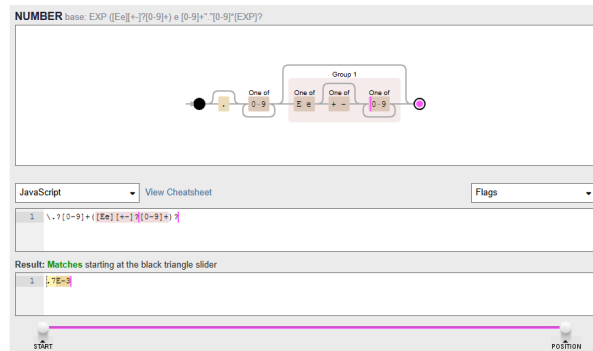 NUMBER base: EXP ([Ee][+-]?[0-9]+) e [0-9]+"."[0-9]*{EXP}?
Group 1
One of
One of
One of
One of
.
0-9
E e
+ -
0-9
JavaScript
View Cheatsheet
Flags
1 \.?[0-9]+([Ee][+-]?[0-9]+)?
Result: Matches starting at the black triangle slider
1 .7E-3
START
POSITION